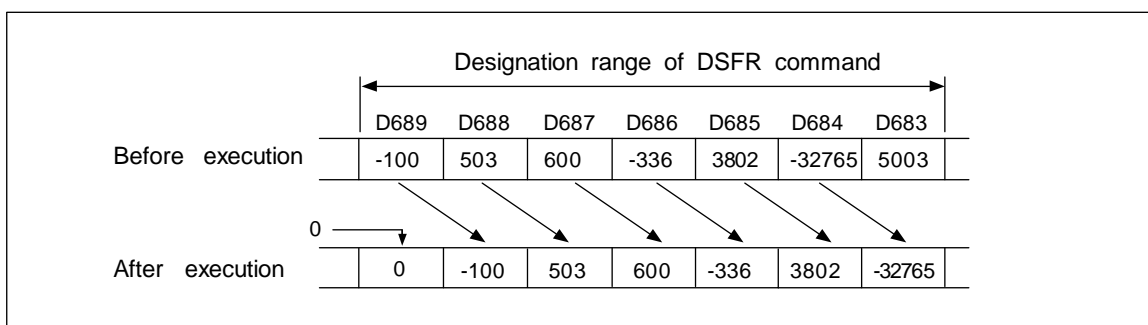 Designation range of DSFR command
D689 D688 D687 D686 D685 D684 D683
Before execution -100 503 600 -336 3802 -32765 5003
0
After execution 0 -100 503 600 -336 3802 -32765